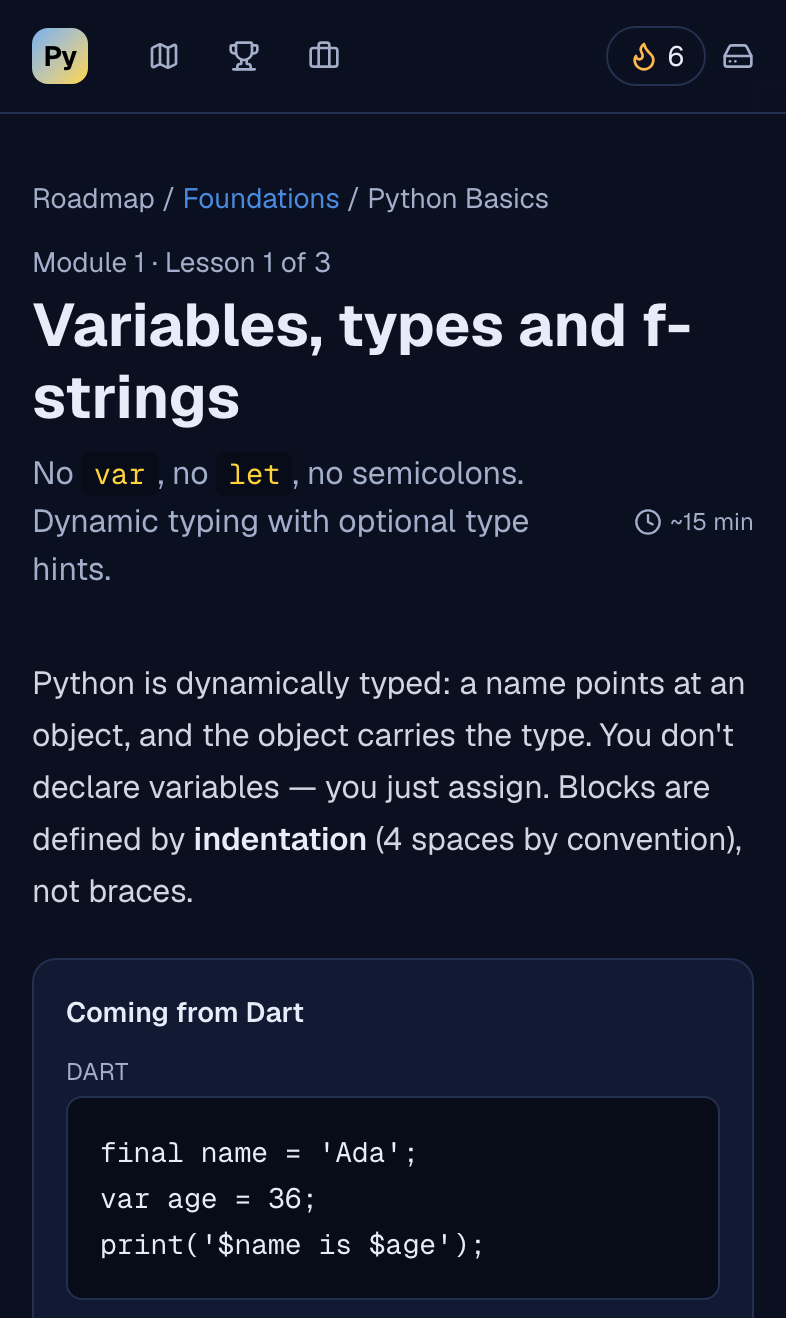 Py
6
Roadmap / Foundations / Python Basics
Module 1 · Lesson 1 of 3
Variables, types and f-
strings
No var, no let, no semicolons.
Dynamic typing with optional type
hints.
~15 min
Python is dynamically typed: a name points at an
object, and the object carries the type. You don't
declare variables — you just assign. Blocks are
defined by indentation (4 spaces by convention),
not braces.
Coming from Dart
DART
final name = 'Ada';
var age = 36;
print('$name is $age');